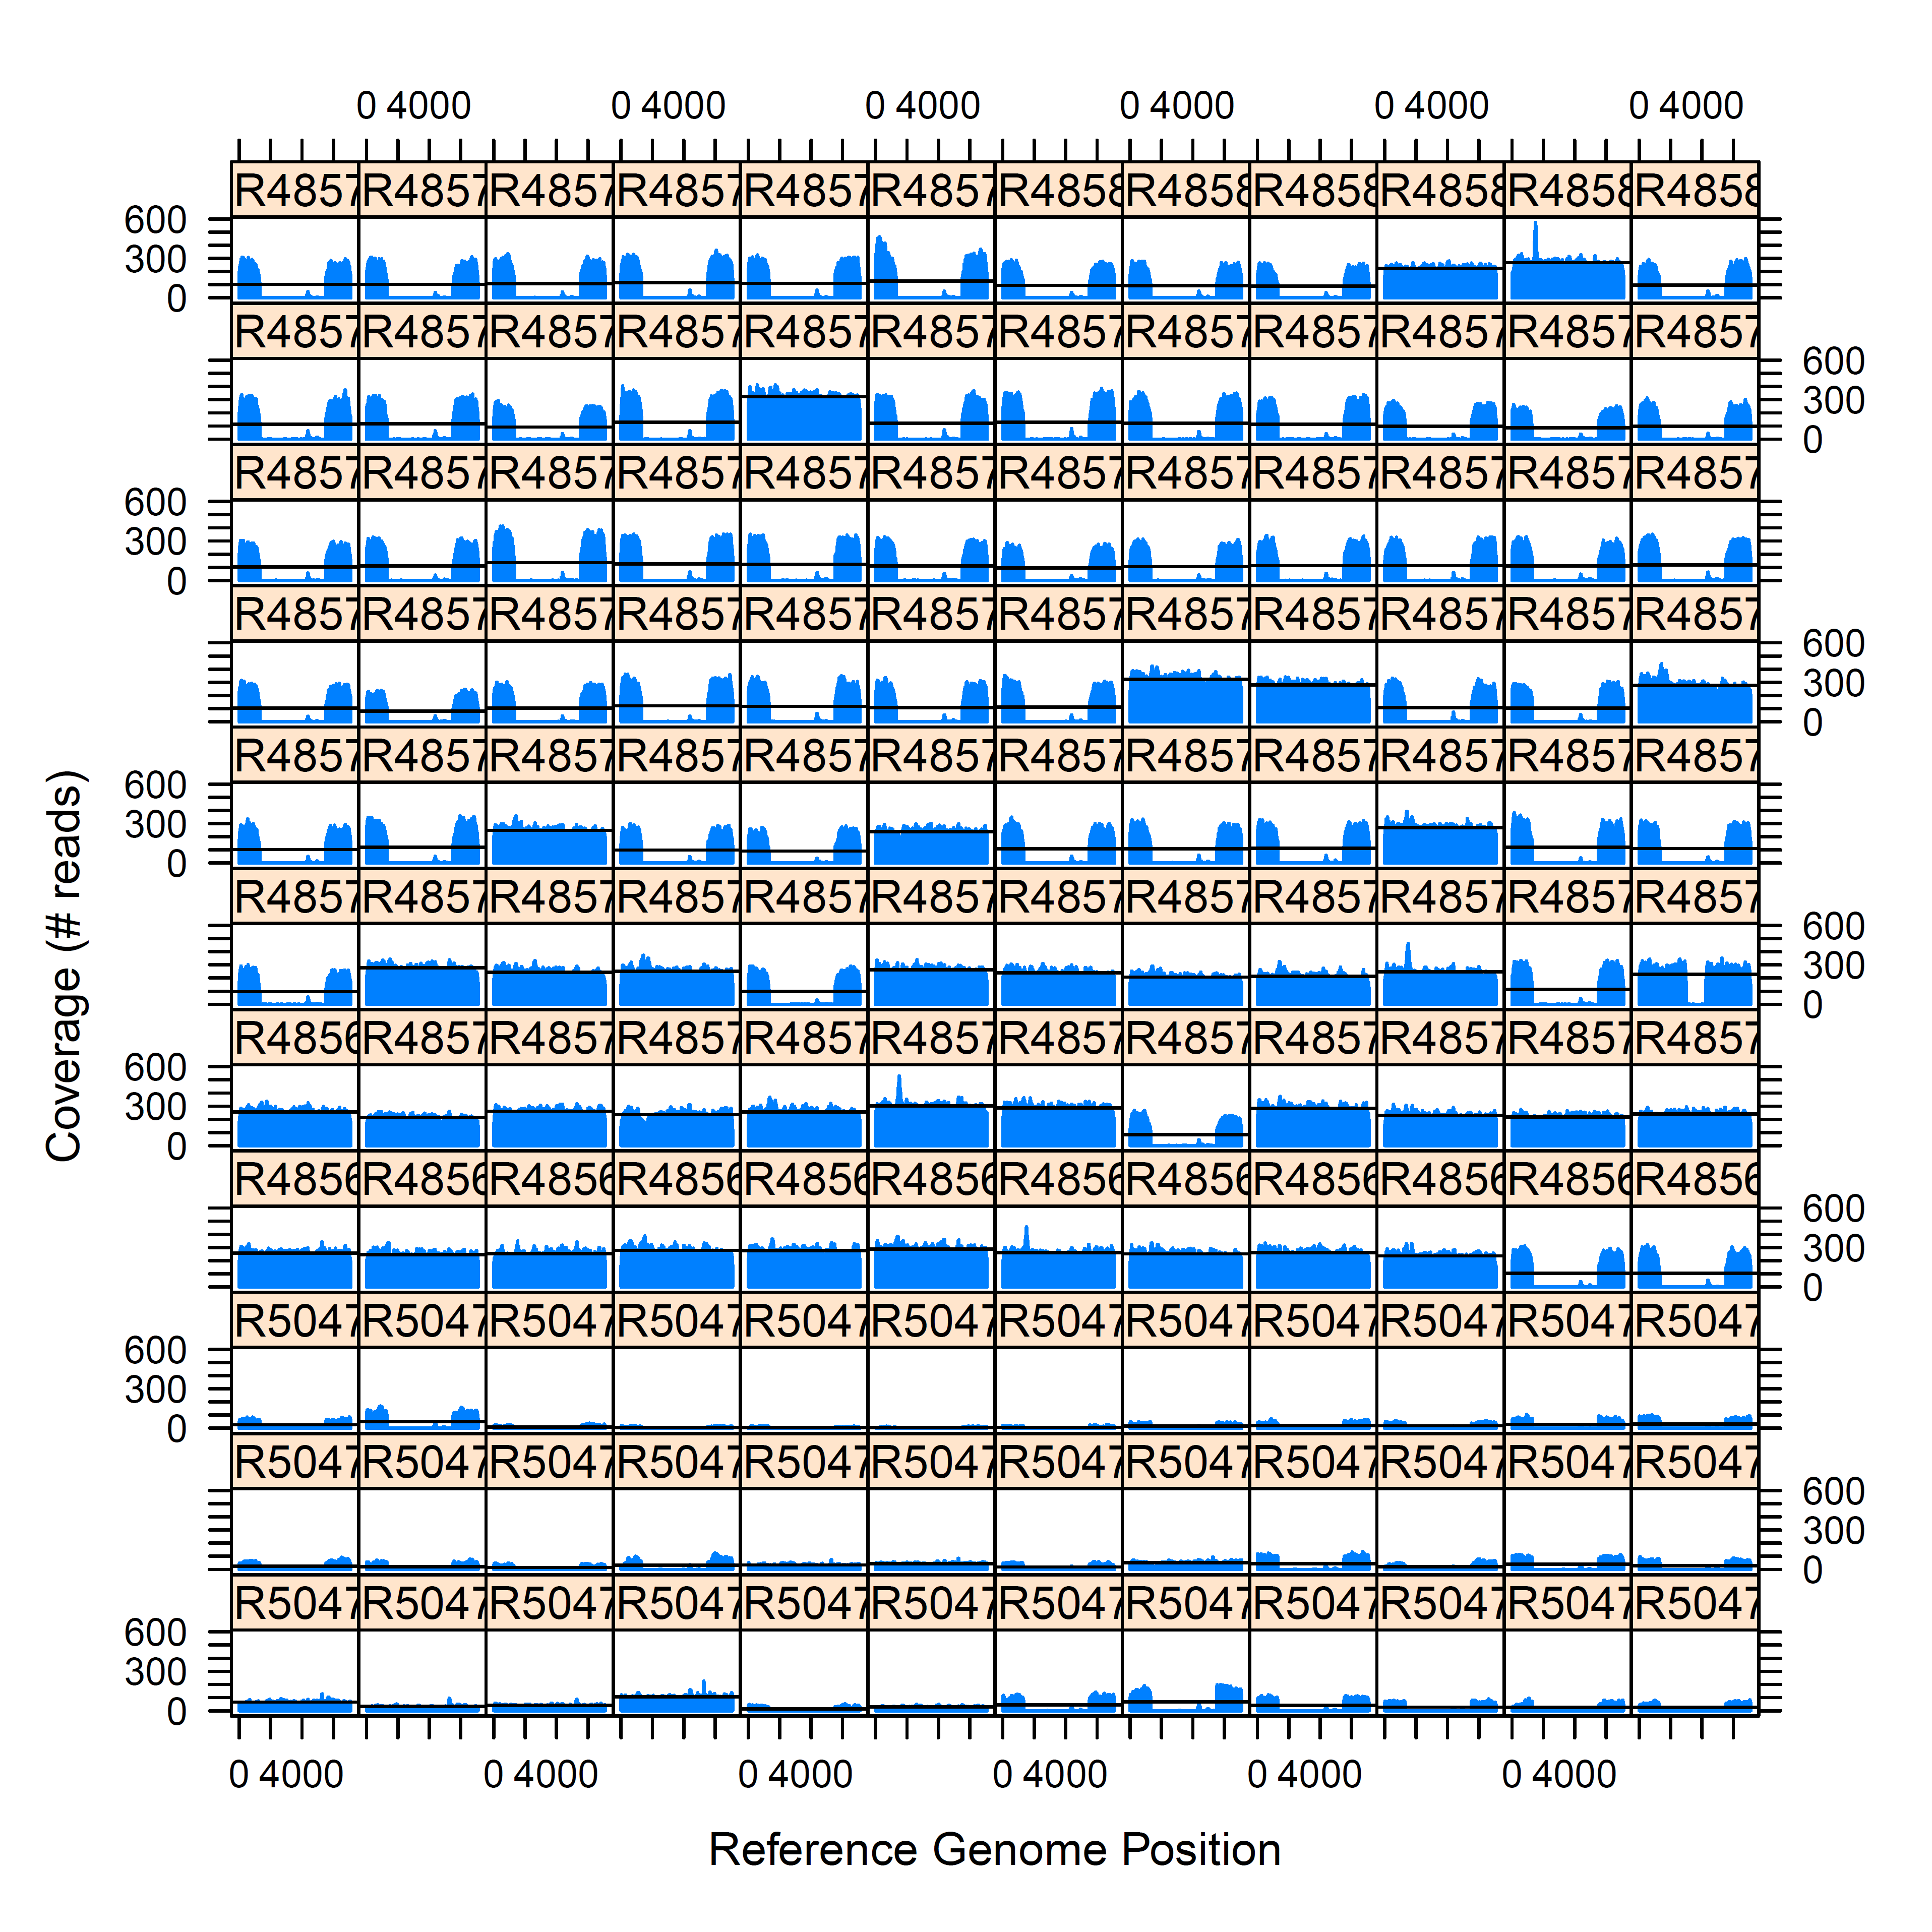 0 4000 0 4000 0 4000 0 4000 0 4000 0 4000
R4857 R4857 R4857 R4857 R4857 R4857 R4858 R4858 R4858 R4858 R4858 R4858
600
300
0
R4857 R4857 R4857 R4857 R4857 R4857 R4857 R4857 R4857 R4857 R4857 R4857
600
300
0
R4857 R4857 R4857 R4857 R4857 R4857 R4857 R4857 R4857 R4857 R4857 R4857
600
300
0
R4857 R4857 R4857 R4857 R4857 R4857 R4857 R4857 R4857 R4857 R4857 R4857
600
300
0
R4857 R4857 R4857 R4857 R4857 R4857 R4857 R4857 R4857 R4857 R4857 R4857
600
300
0
R4857 R4857 R4857 R4857 R4857 R4857 R4857 R4857 R4857 R4857 R4857 R4857
600
300
0
R4856 R4857 R4857 R4857 R4857 R4857 R4857 R4857 R4857 R4857 R4857 R4857
600
300
0
R4856 R4856 R4856 R4856 R4856 R4856 R4856 R4856 R4856 R4856 R4856 R4856
600
300
0
R5047 R5047 R5047 R5047 R5047 R5047 R5047 R5047 R5047 R5047 R5047 R5047
600
300
0
R5047 R5047 R5047 R5047 R5047 R5047 R5047 R5047 R5047 R5047 R5047 R5047
600
300
0
R5047 R5047 R5047 R5047 R5047 R5047 R5047 R5047 R5047 R5047 R5047 R5047
600
300
0
0 4000 0 4000 0 4000 0 4000 0 4000 0 4000
Coverage (# reads)
Reference Genome Position